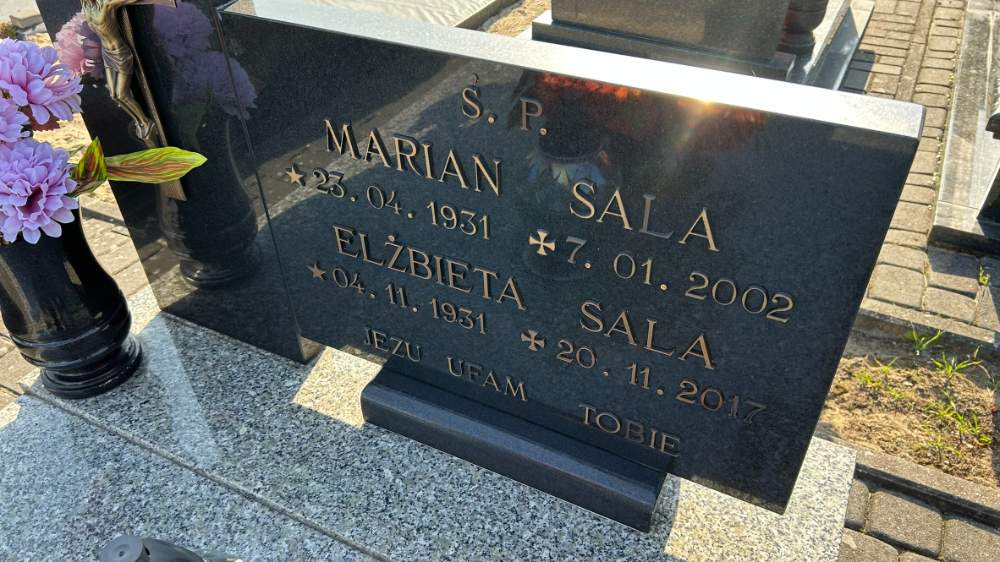 Ś. P.
MARIAN SALA
★ 23. 04. 1931 ✠ 7. 01. 2002
ELŻBIETA SALA
★ 04. 11. 1931 ✠ 20. 11. 2017
JEZU UFAM TOBIE